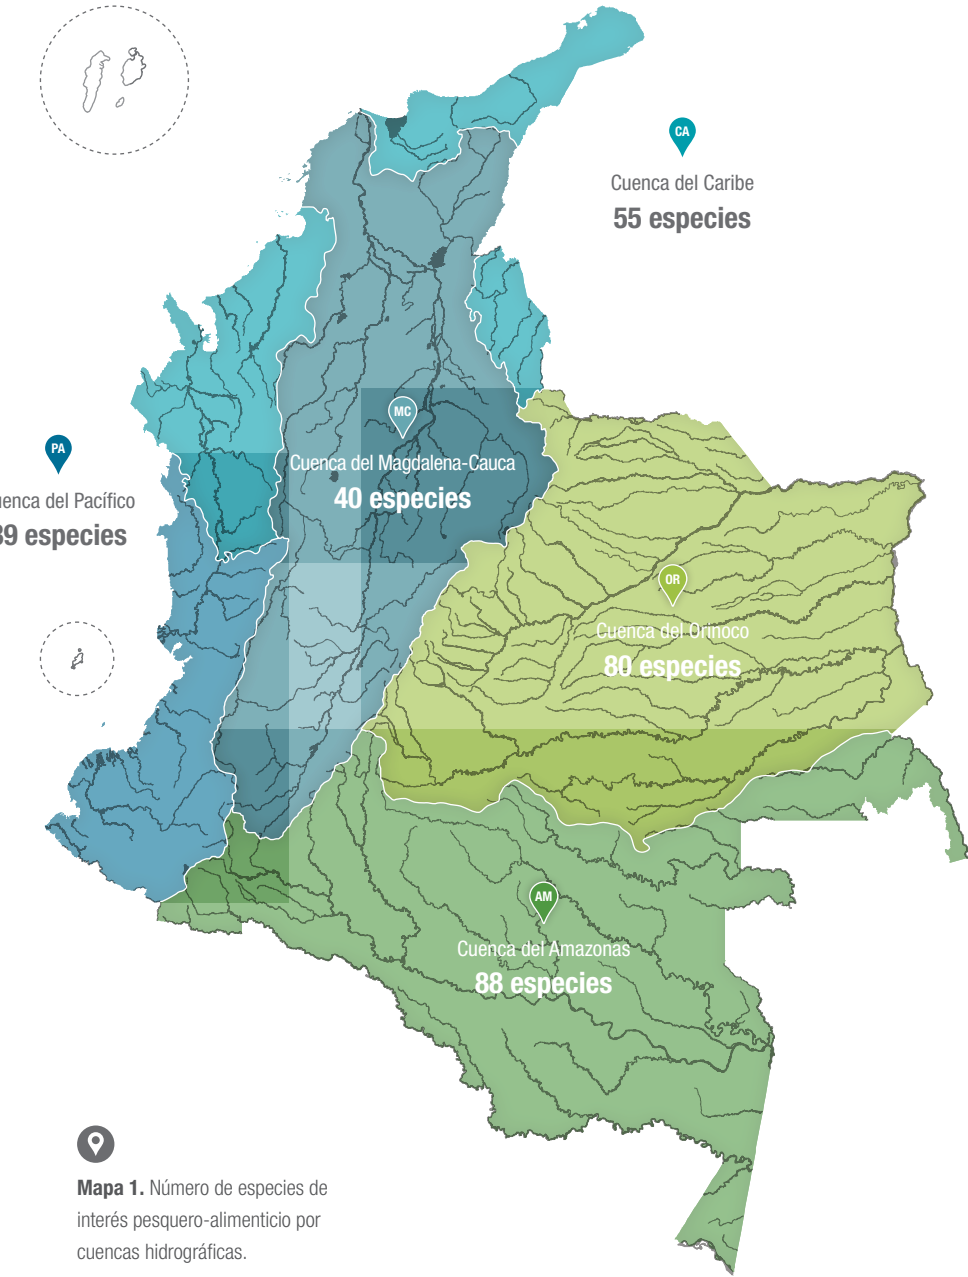 CA
Cuenca del Caribe
55 especies
MC
Cuenca del Magdalena-Cauca
40 especies
PA
uenca del Pacífico
39 especies
OR
Cuenca del Orinoco
80 especies
AM
Cuenca del Amazonas
88 especies
Mapa 1. Número de especies de
interés pesquero-alimenticio por
cuencas hidrográficas.